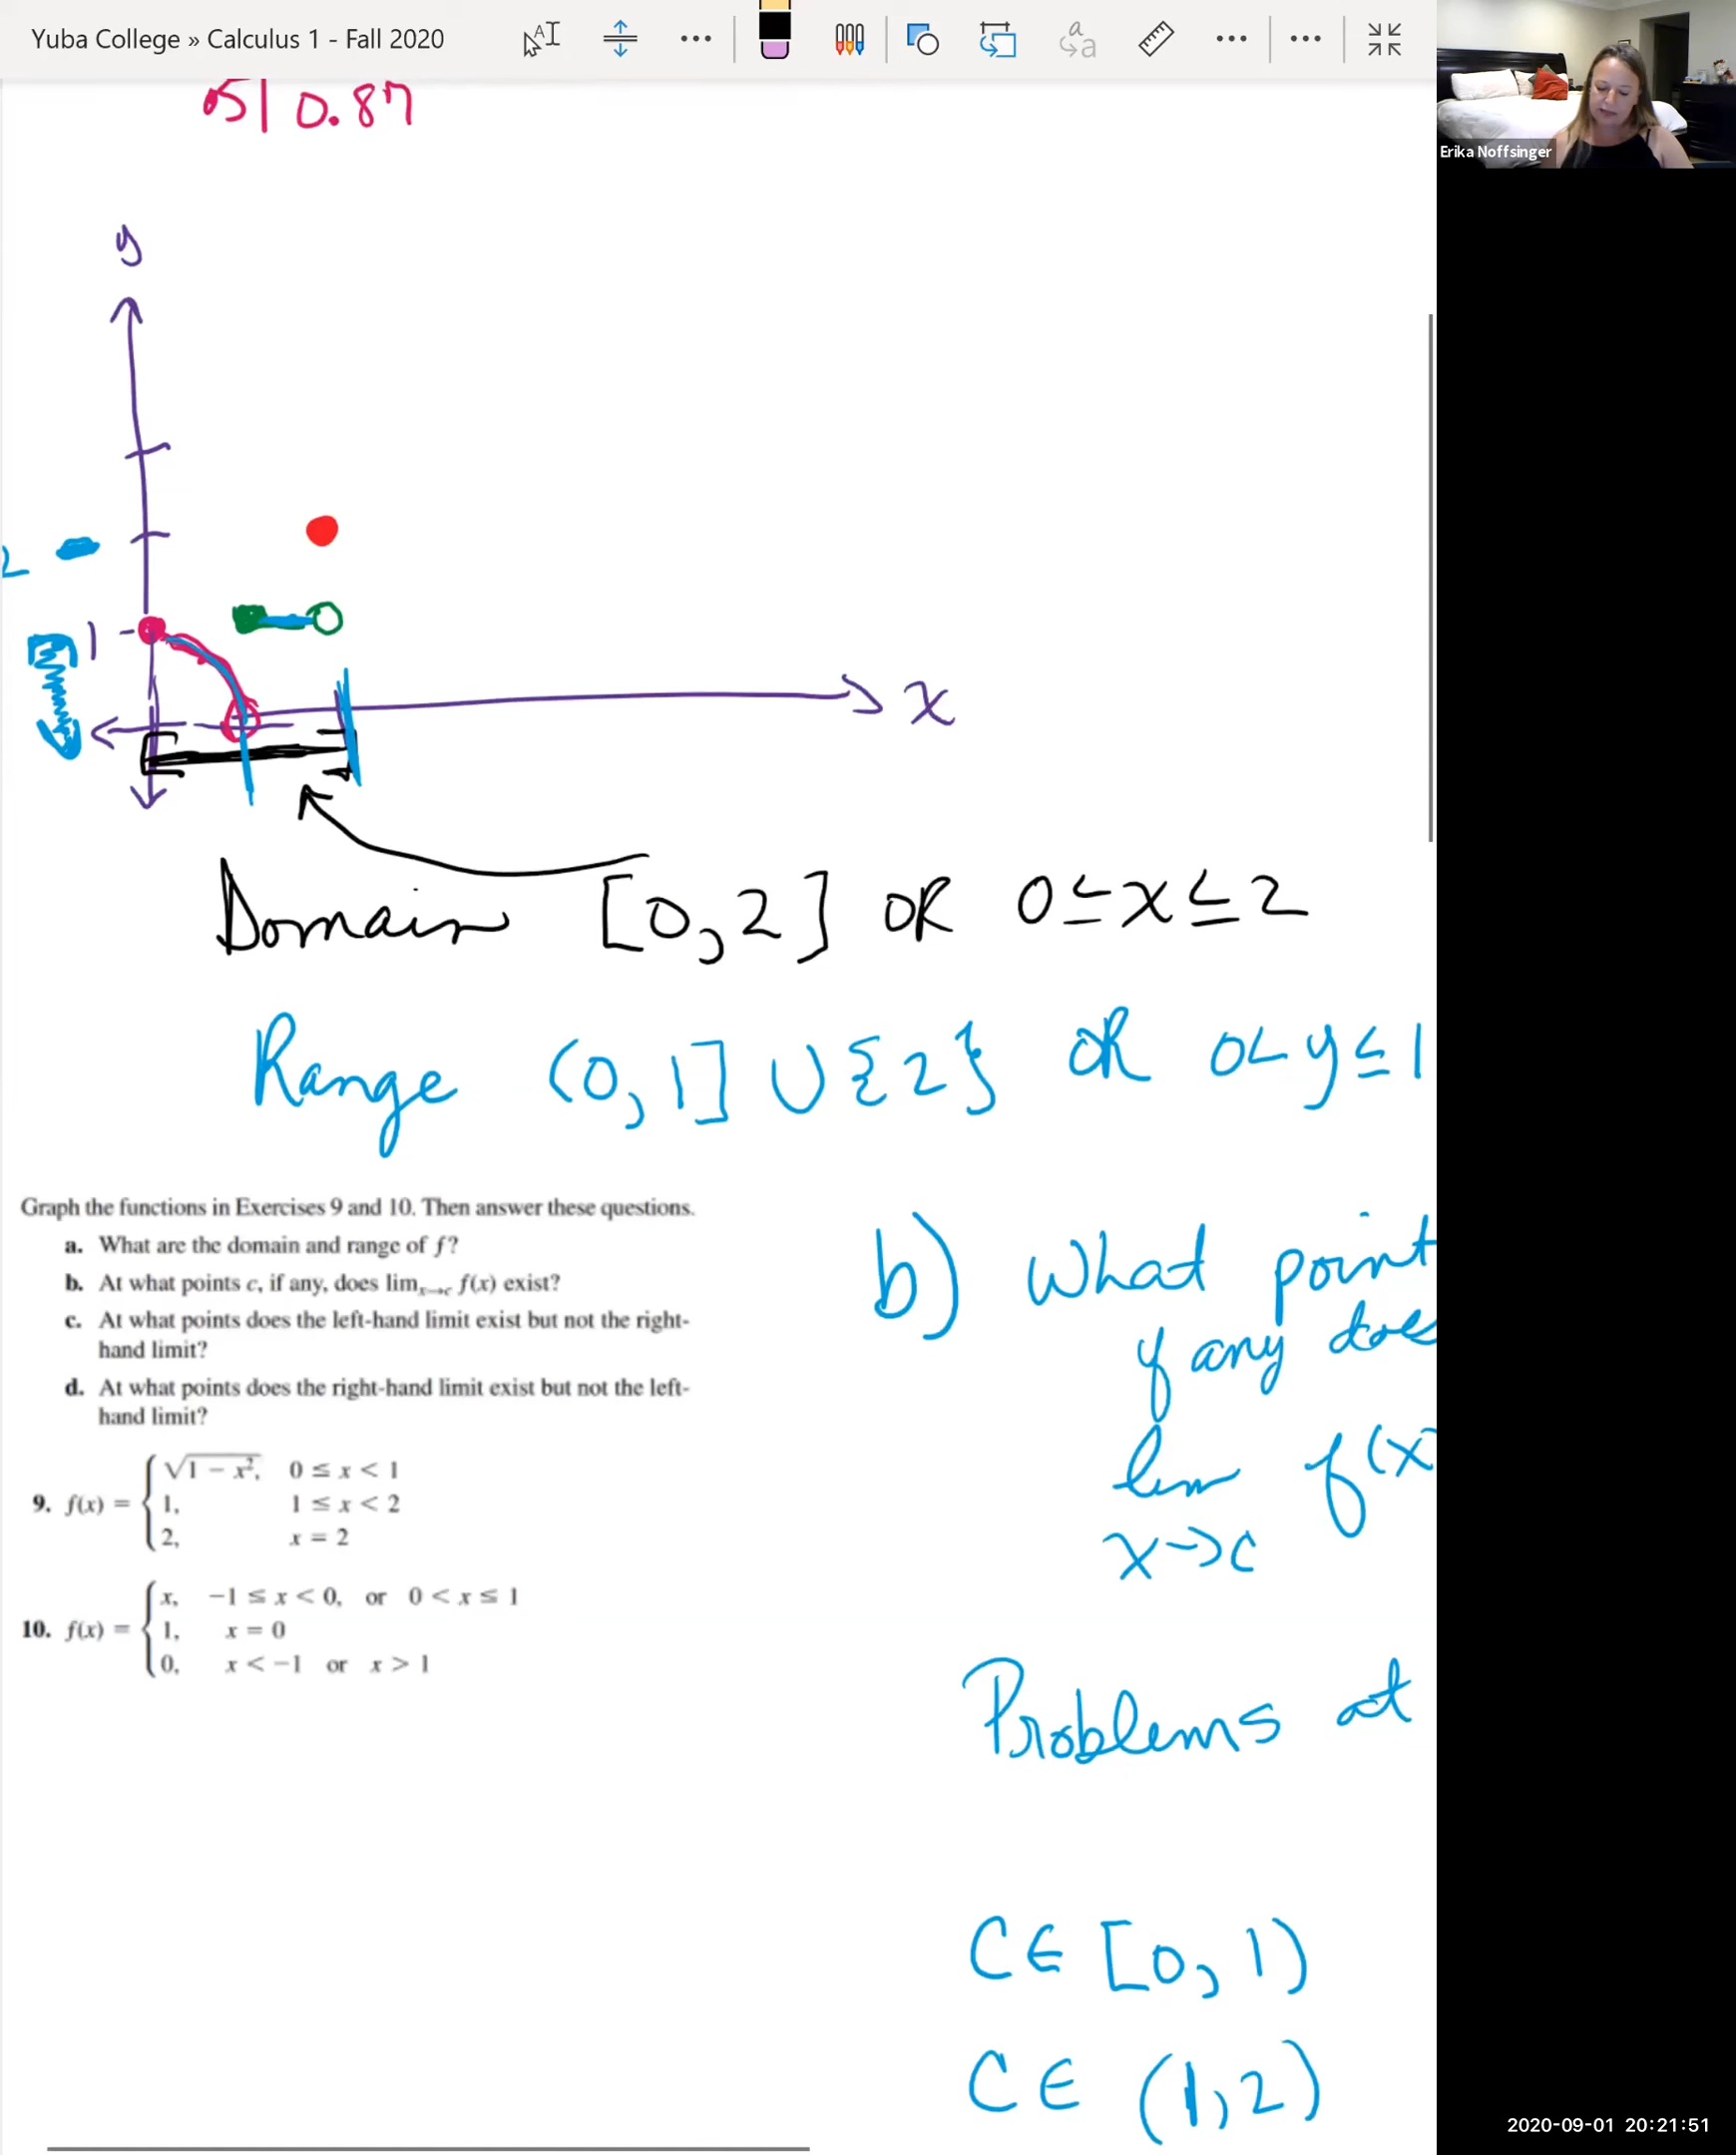 Yuba College » Calculus 1 - Fall 2020
Erika Noffsinger
.5| 0.87
y
2
1
x
Domain [0,2] OR 0≤x≤2
Range (0,1] ∪ {2} OR 0<y≤1
Graph the functions in Exercises 9 and 10. Then answer these questions.
a. What are the domain and range of f?
b. At what points c, if any, does lim x→c f(x) exist?
c. At what points does the left-hand limit exist but not the right-
hand limit?
d. At what points does the right-hand limit exist but not the left-
hand limit?
9. f(x) = { √1 − x², 0 ≤ x < 1
1, 1 ≤ x < 2
2, x = 2
10. f(x) = { x, −1 ≤ x < 0, or 0 < x ≤ 1
1, x = 0
0, x < −1 or x > 1
b) What point
if any does
lim f(x)
x→c
Problems at
C∈ [0,1)
C∈ (1,2)
2020-09-01 20:21:51